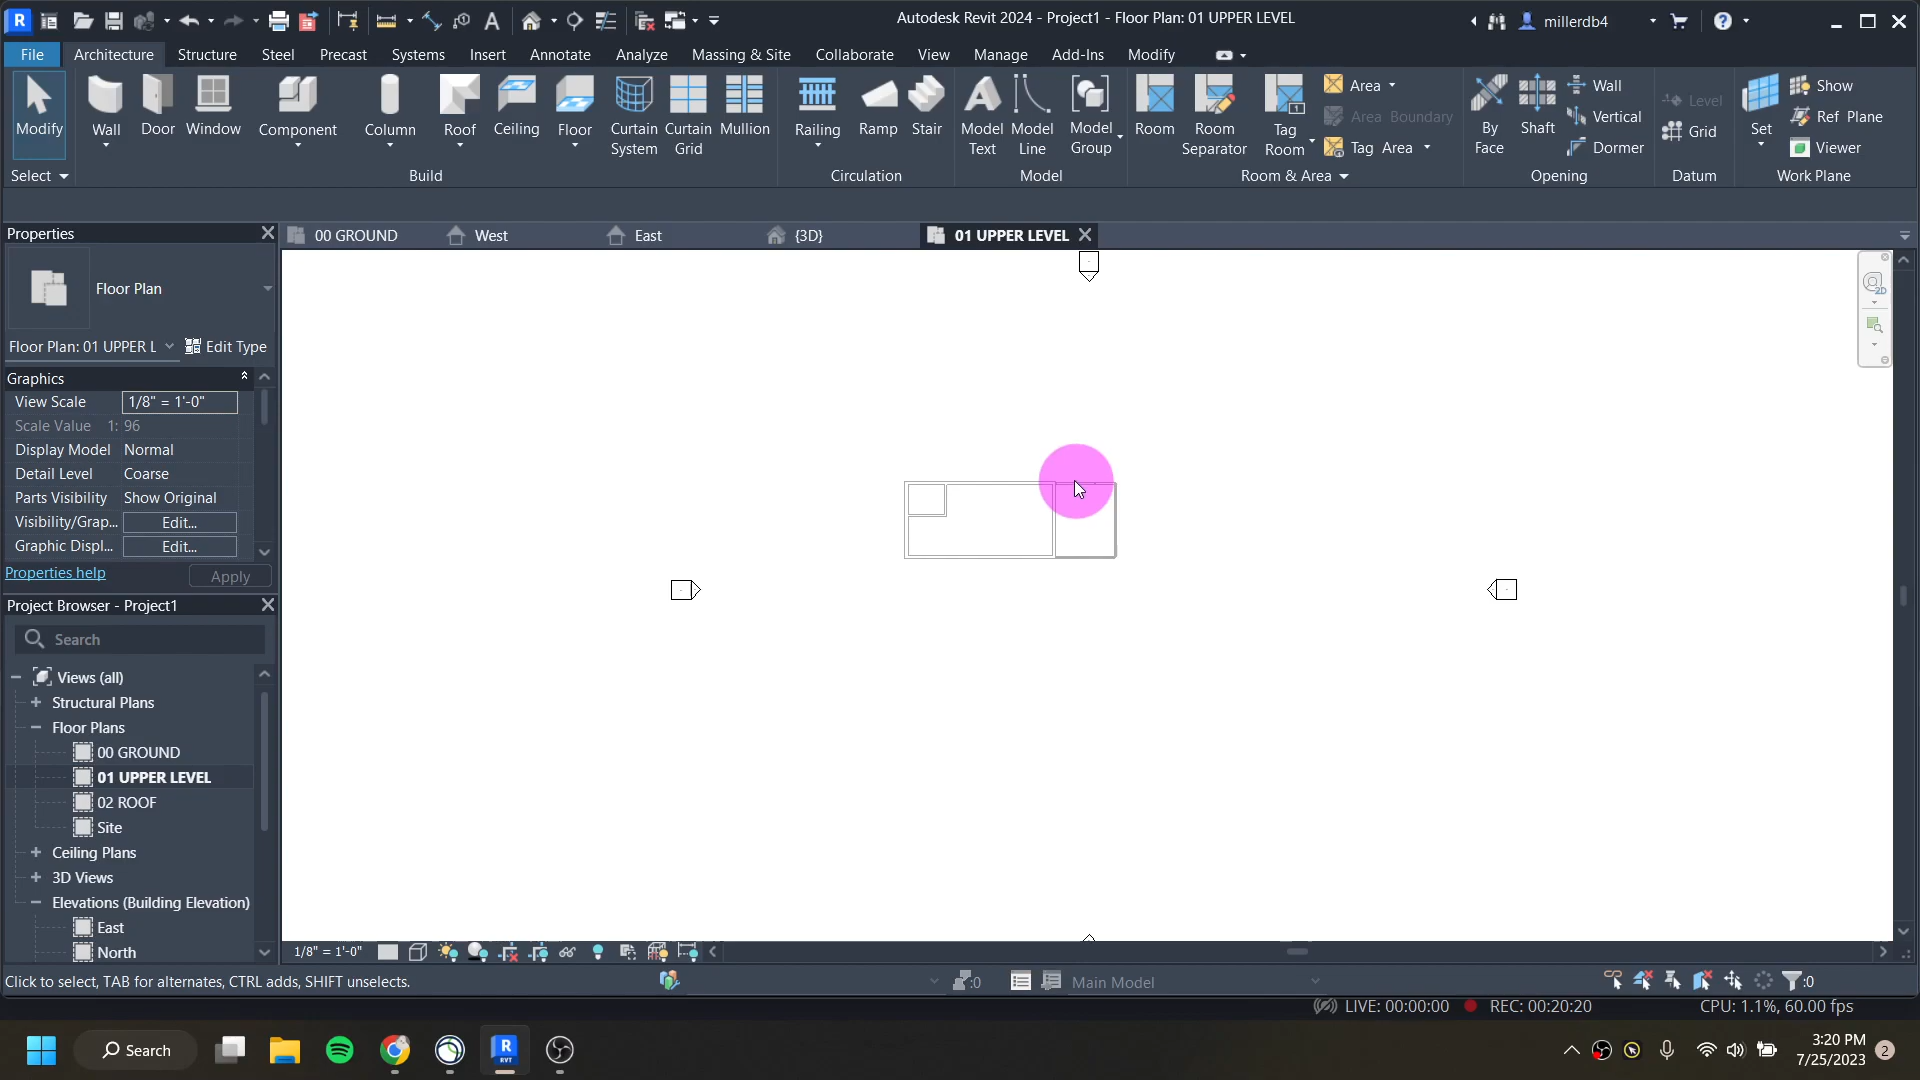 R
Autodesk Revit 2024 - Project1 - Floor Plan: 01 UPPER LEVEL
millerdb4
File Architecture Structure Steel Precast Systems Insert Annotate Analyze Massing & Site Collaborate View Manage Add-Ins Modify
Modify
Wall
Door
Window
Component
Column
Roof
Ceiling
Floor
Curtain System
Curtain Grid
Mullion
Railing
Ramp
Stair
Model Text
Model Line
Model Group
Room
Room Separator
Tag Room
Area
Area Boundary
Tag Area
By Face
Shaft
Wall
Vertical
Dormer
Level
Grid
Set
Show
Ref Plane
Viewer
Select Build Circulation Model Room & Area Opening Datum Work Plane
Properties
00 GROUND West East {3D} 01 UPPER LEVEL
Floor Plan
Floor Plan: 01 UPPER L Edit Type
Graphics
View Scale 1/8" = 1'-0"
Scale Value 1: 96
Display Model Normal
Detail Level Coarse
Parts Visibility Show Original
Visibility/Grap... Edit...
Graphic Displ... Edit...
Properties help Apply
2D
Project Browser - Project1
Search
Views (all)
Structural Plans
Floor Plans
00 GROUND
01 UPPER LEVEL
02 ROOF
Site
Ceiling Plans
3D Views
Elevations (Building Elevation)
East
North
1/8" = 1'-0"
Click to select, TAB for alternates, CTRL adds, SHIFT unselects.
:0
Main Model
:0
LIVE: 00:00:00 REC: 00:20:20 CPU: 1.1%, 60.00 fps
Search
R
RVT
3:20 PM
7/25/2023
2